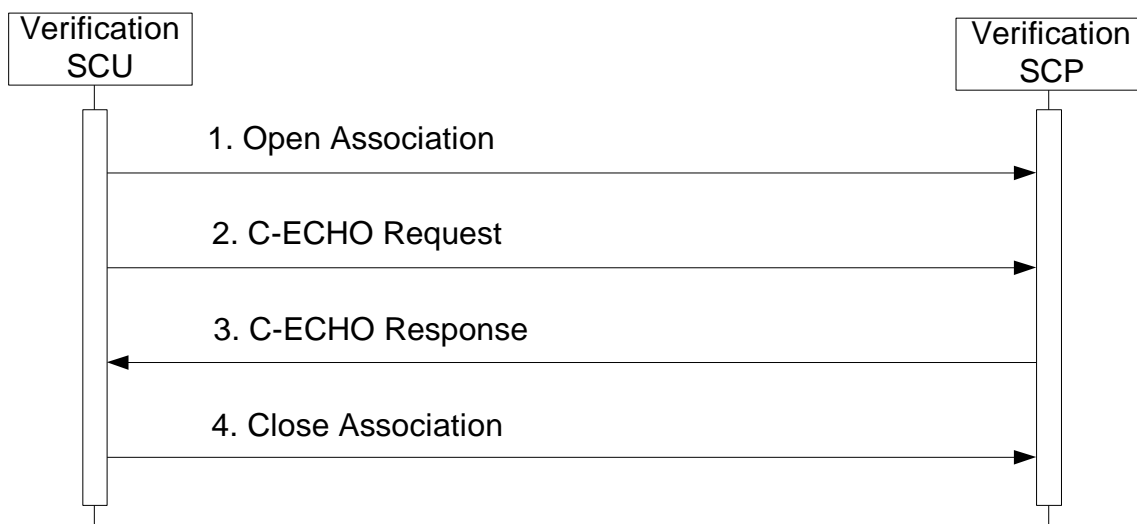 Verification
SCU
Verification
SCP
1. Open Association
2. C-ECHO Request
3. C-ECHO Response
4. Close Association